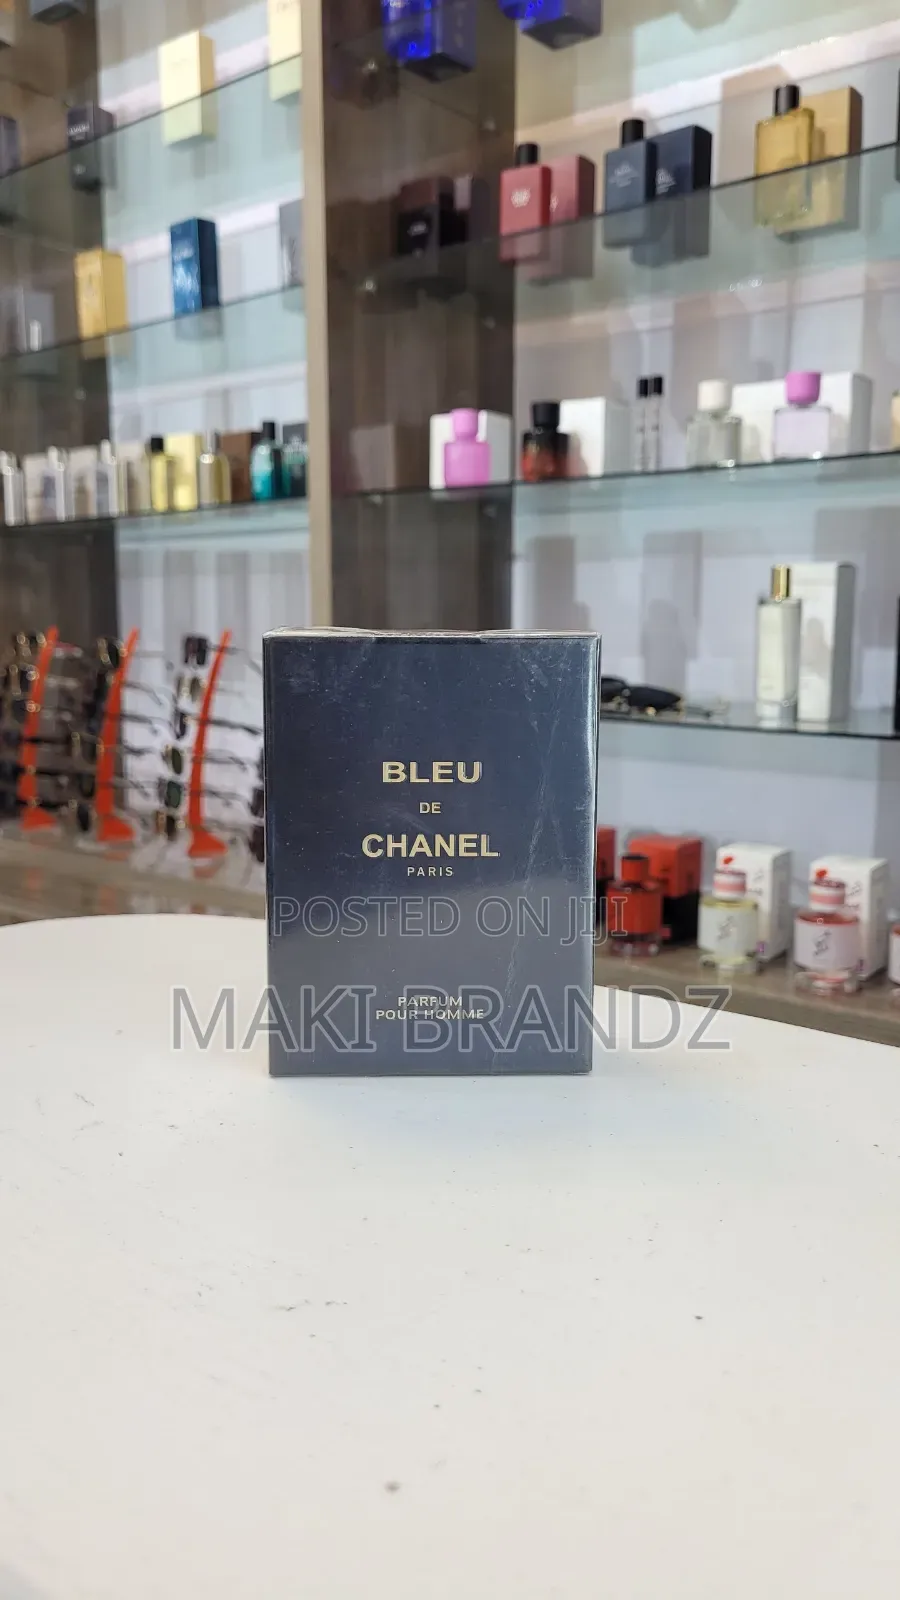 BLEU
DE
CHANEL
PARIS
POSTED ON JIJI
MAKI BRANDZ
PARFUM
POUR HOMME